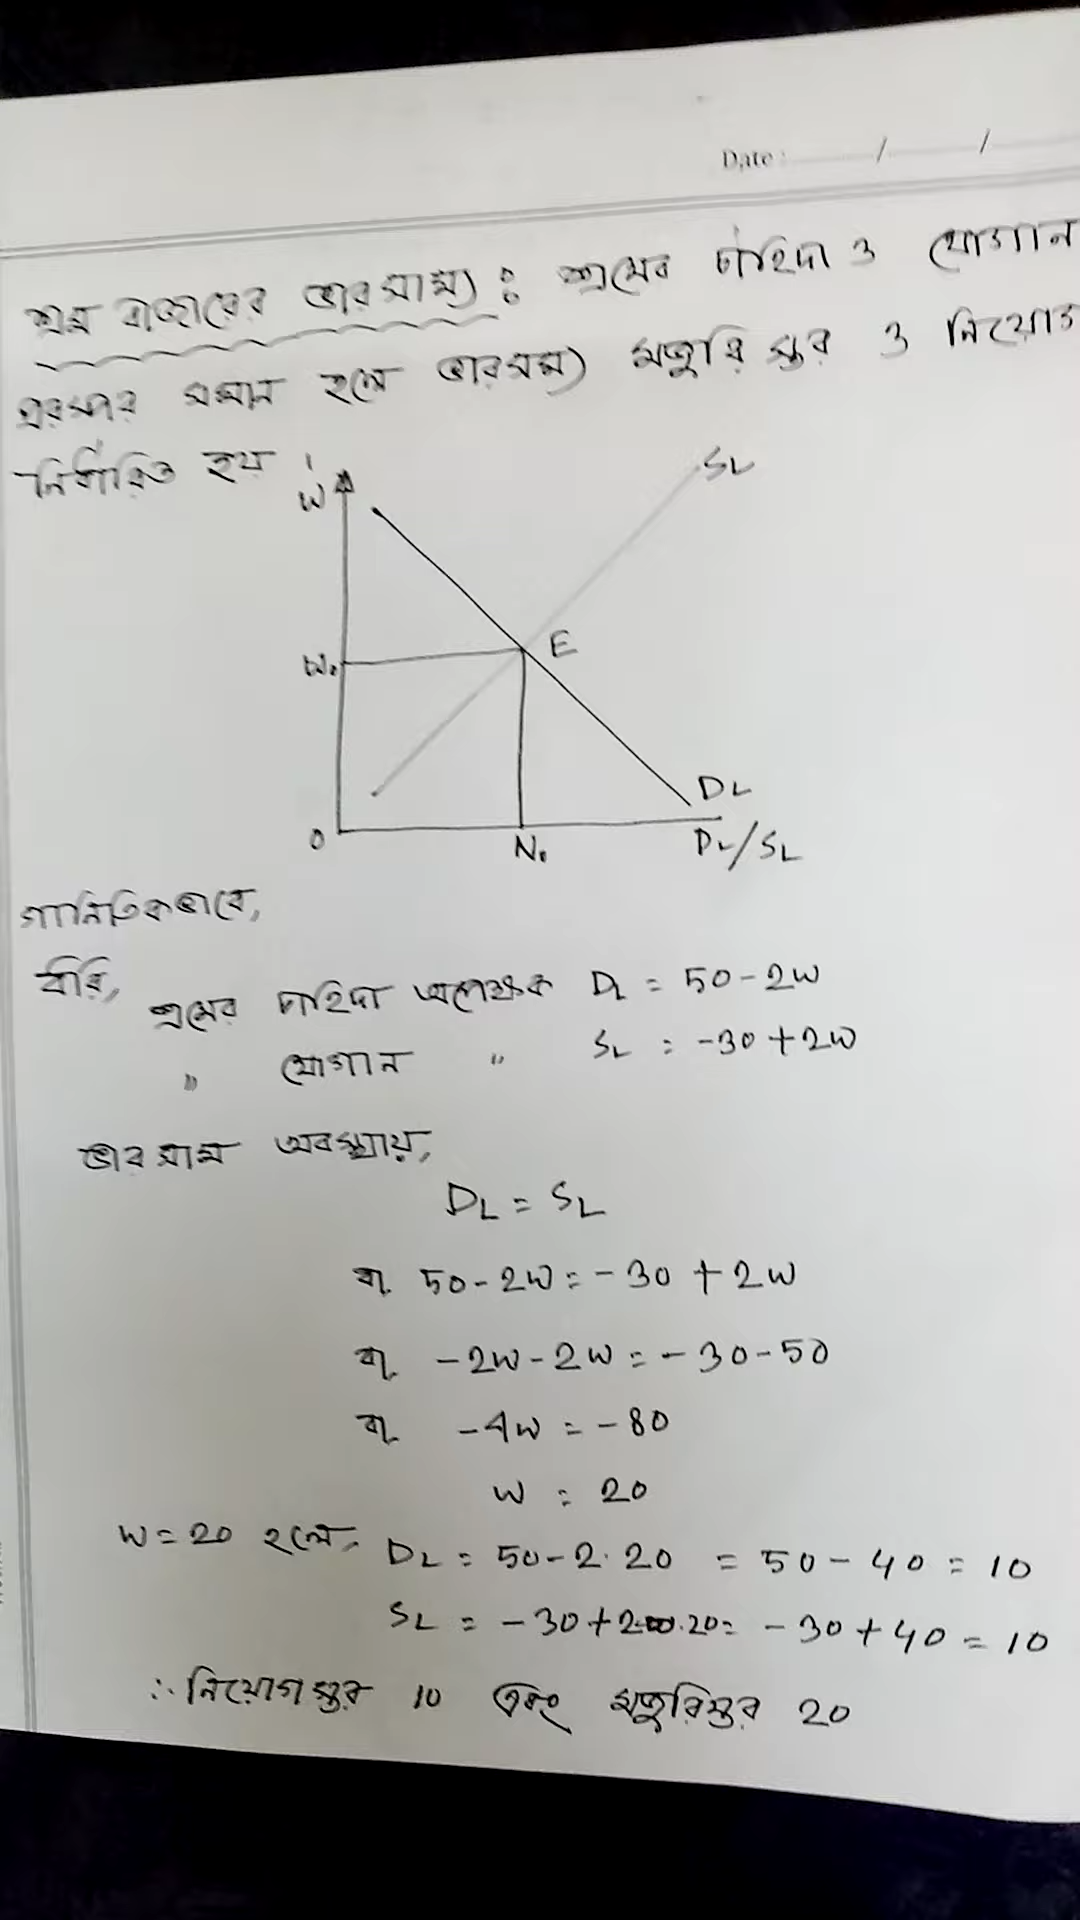 Date : / /
শ্রম বাজারের ভারসাম্য : শ্রমের চাহিদা ও যোগান
পরস্পর সমান হলে ভারসাম্য মজুরি স্তর ও নিয়োগ
নির্ধারিত হয় ।
W
SL
W₀
E
DL
O
N₀
DL/SL
গানিতিকভাবে,
ধরি,
শ্রমের চাহিদা অপেক্ষক DL = 50 - 2W
" যোগান " SL = -30 + 2W
ভারসাম্য অবস্থায়,
DL = SL
বা, 50 - 2W = -30 + 2W
বা, -2W - 2W = -30 - 50
বা, -4W = -80
W = 20
W = 20 হলে, DL = 50 - 2.20 = 50 - 40 = 10
SL = -30 + 2.20 = -30 + 40 = 10
∴ নিয়োগস্তর 10 এবং মজুরিস্তর 20